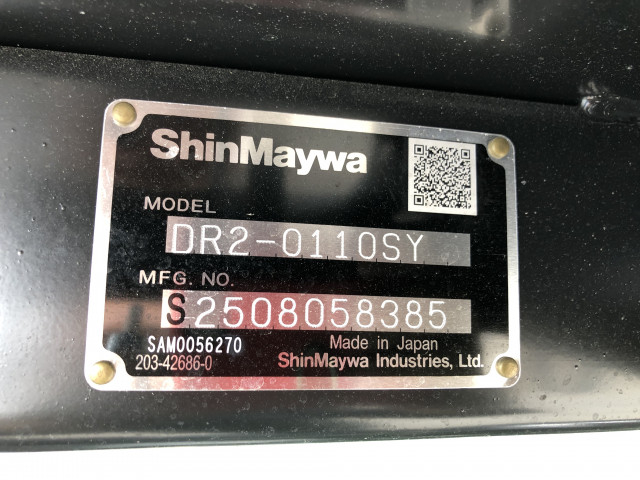 ShinMaywa
MODEL
DR2-0110SY
MFG. NO.
S2508058385
SAM0056270
Made in Japan
203-42686-0
ShinMaywa Industries, Ltd.